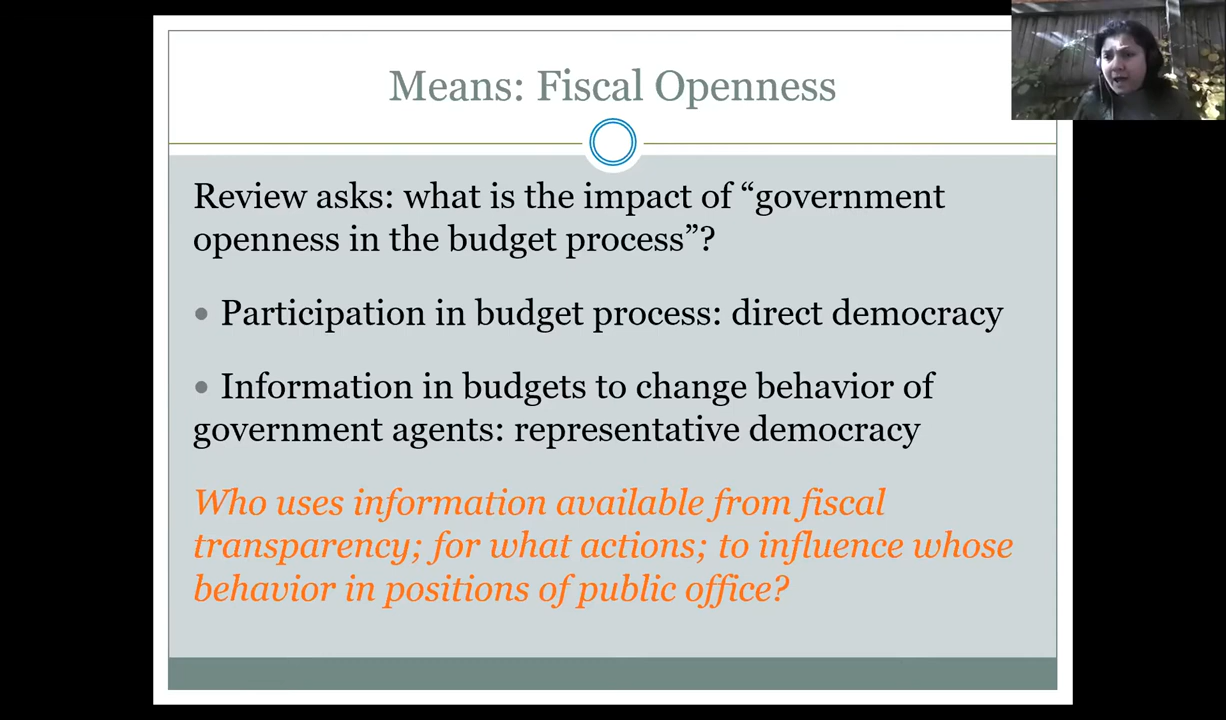 Means: Fiscal Openness
Review asks: what is the impact of “government
openness in the budget process”?
• Participation in budget process: direct democracy
• Information in budgets to change behavior of
government agents: representative democracy
Who uses information available from fiscal
transparency; for what actions; to influence whose
behavior in positions of public office?